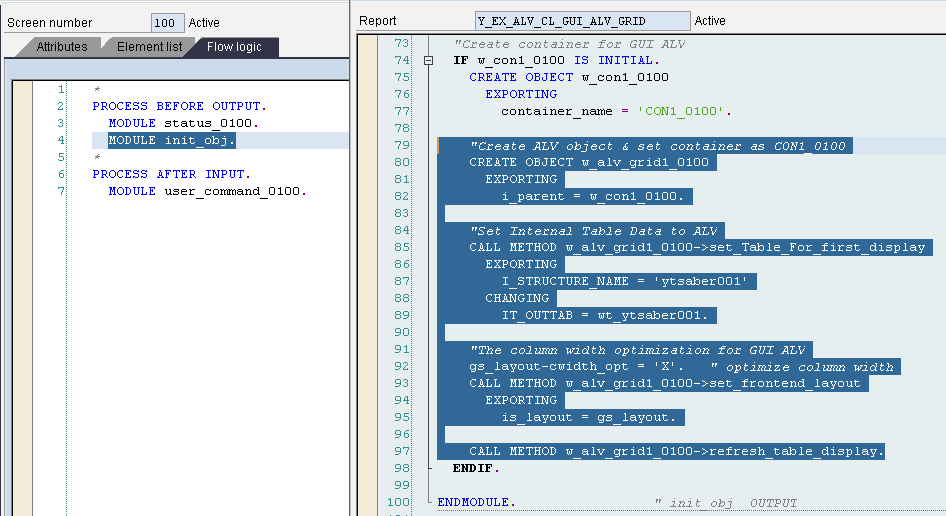 Screen number 100 Active
Attributes Element list Flow logic
1 *
2 PROCESS BEFORE OUTPUT.
3 MODULE status_0100.
4 MODULE init_obj.
5 *
6 PROCESS AFTER INPUT.
7 MODULE user_command_0100.
Report Y_EX_ALV_CL_GUI_ALV_GRID Active
73 "Create container for GUI ALV
74 IF w_con1_0100 IS INITIAL.
75 CREATE OBJECT w_con1_0100
76 EXPORTING
77 container_name = 'CON1_0100'.
78
79 "Create ALV object & set container as CON1_0100
80 CREATE OBJECT w_alv_grid1_0100
81 EXPORTING
82 i_parent = w_con1_0100.
83
84 "Set Internal Table Data to ALV
85 CALL METHOD w_alv_grid1_0100->set_Table_For_first_display
86 EXPORTING
87 I_STRUCTURE_NAME = 'ytsaber001'
88 CHANGING
89 IT_OUTTAB = wt_ytsaber001.
90
91 "The column width optimization for GUI ALV
92 gs_layout-cwidth_opt = 'X'. " optimize column width
93 CALL METHOD w_alv_grid1_0100->set_frontend_layout
94 EXPORTING
95 is_layout = gs_layout.
96
97 CALL METHOD w_alv_grid1_0100->refresh_table_display.
98 ENDIF.
99
100 ENDMODULE. " init_obj OUTPUT